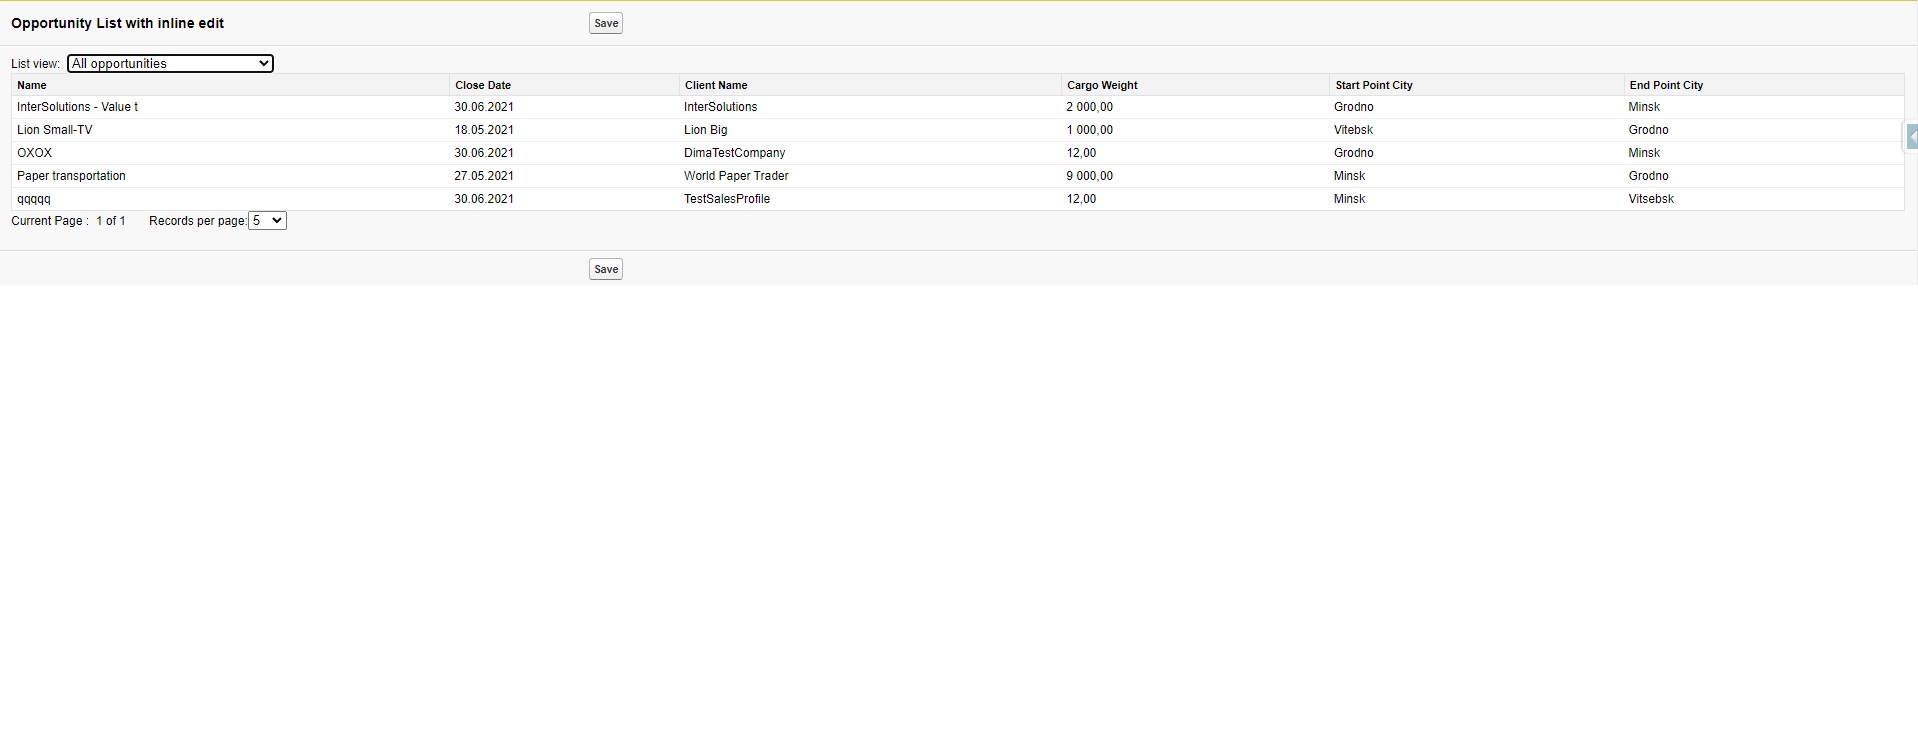 Opportunity List with inline edit Save
List view: All opportunities
Name Close Date Client Name Cargo Weight Start Point City End Point City
InterSolutions - Value t 30.06.2021 InterSolutions 2 000,00 Grodno Minsk
Lion Small-TV 18.05.2021 Lion Big 1 000,00 Vitebsk Grodno
OXOX 30.06.2021 DimaTestCompany 12,00 Grodno Minsk
Paper transportation 27.05.2021 World Paper Trader 9 000,00 Minsk Grodno
qqqqq 30.06.2021 TestSalesProfile 12,00 Minsk Vitsebsk
Current Page : 1 of 1 Records per page: 5
Save